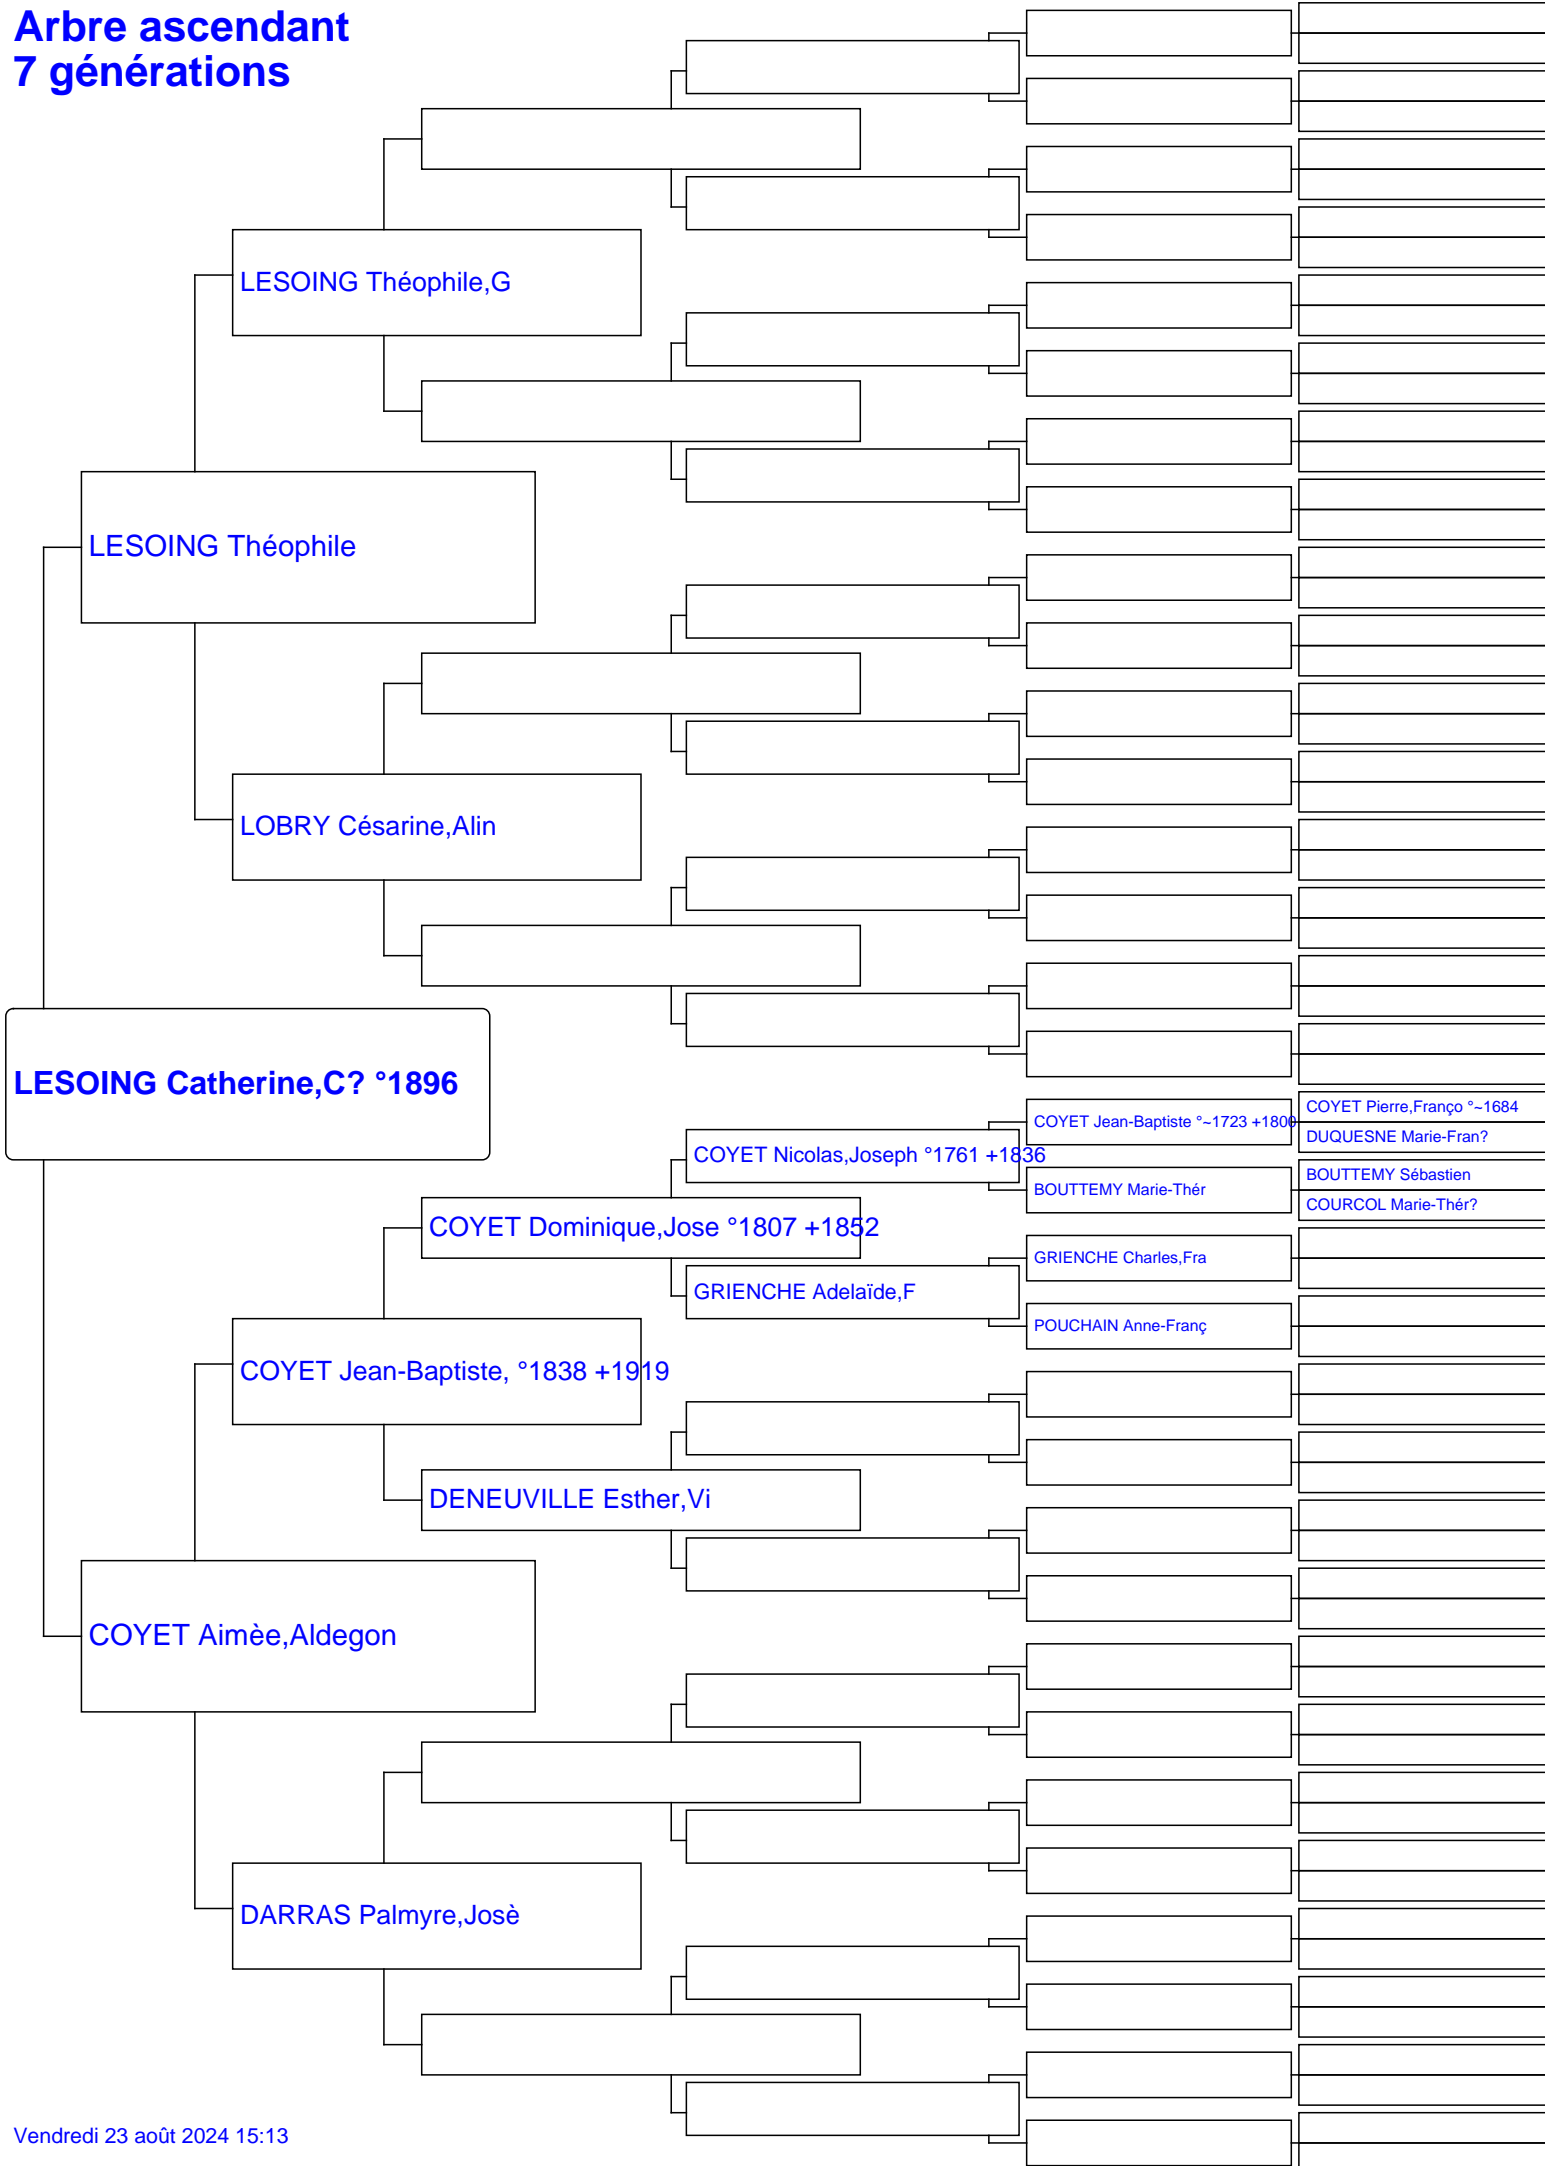 Arbre ascendant
7 générations
LESOING Théophile,G
LESOING Théophile
LOBRY Césarine,Alin
LESOING Catherine,C? °1896
COYET Pierre,Franço °~1684
COYET Jean-Baptiste °~1723 +1800
DUQUESNE Marie-Fran?
COYET Nicolas,Joseph °1761 +1836
BOUTTEMY Sébastien
BOUTTEMY Marie-Thér
COURCOL Marie-Thér?
COYET Dominique,Jose °1807 +1852
GRIENCHE Charles,Fra
GRIENCHE Adelaïde,F
POUCHAIN Anne-Franç
COYET Jean-Baptiste, °1838 +1919
DENEUVILLE Esther,Vi
COYET Aimèe,Aldegon
DARRAS Palmyre,Josè
Vendredi 23 août 2024 15:13